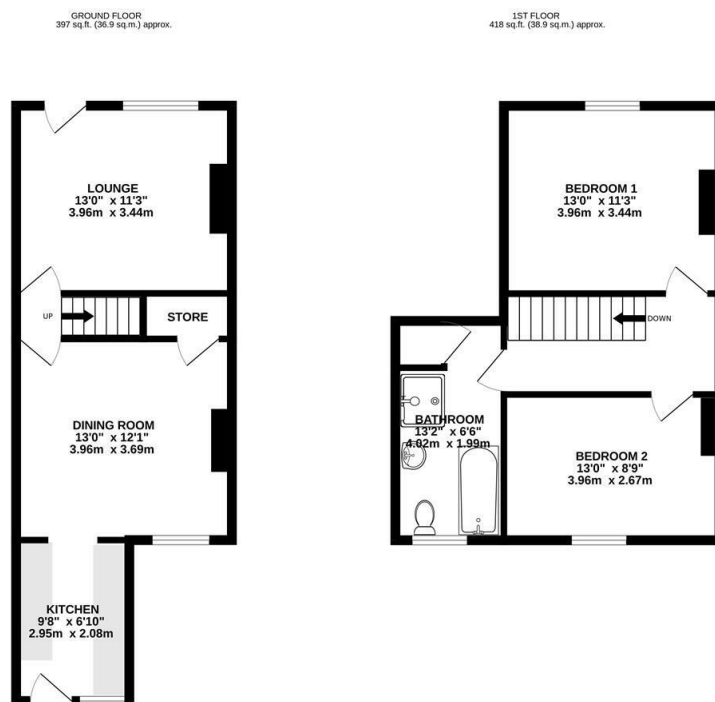 GROUND FLOOR
397 sq.ft. (36.9 sq.m.) approx.
1ST FLOOR
418 sq.ft. (38.9 sq.m.) approx.
LOUNGE
13'0" x 11'3"
3.96m x 3.44m
UP
STORE
DINING ROOM
13'0" x 12'1"
3.96m x 3.69m
KITCHEN
9'8" x 6'10"
2.95m x 2.08m
BEDROOM 1
13'0" x 11'3"
3.96m x 3.44m
DOWN
BATHROOM
13'2" x 6'6"
4.02m x 1.99m
BEDROOM 2
13'0" x 8'9"
3.96m x 2.67m